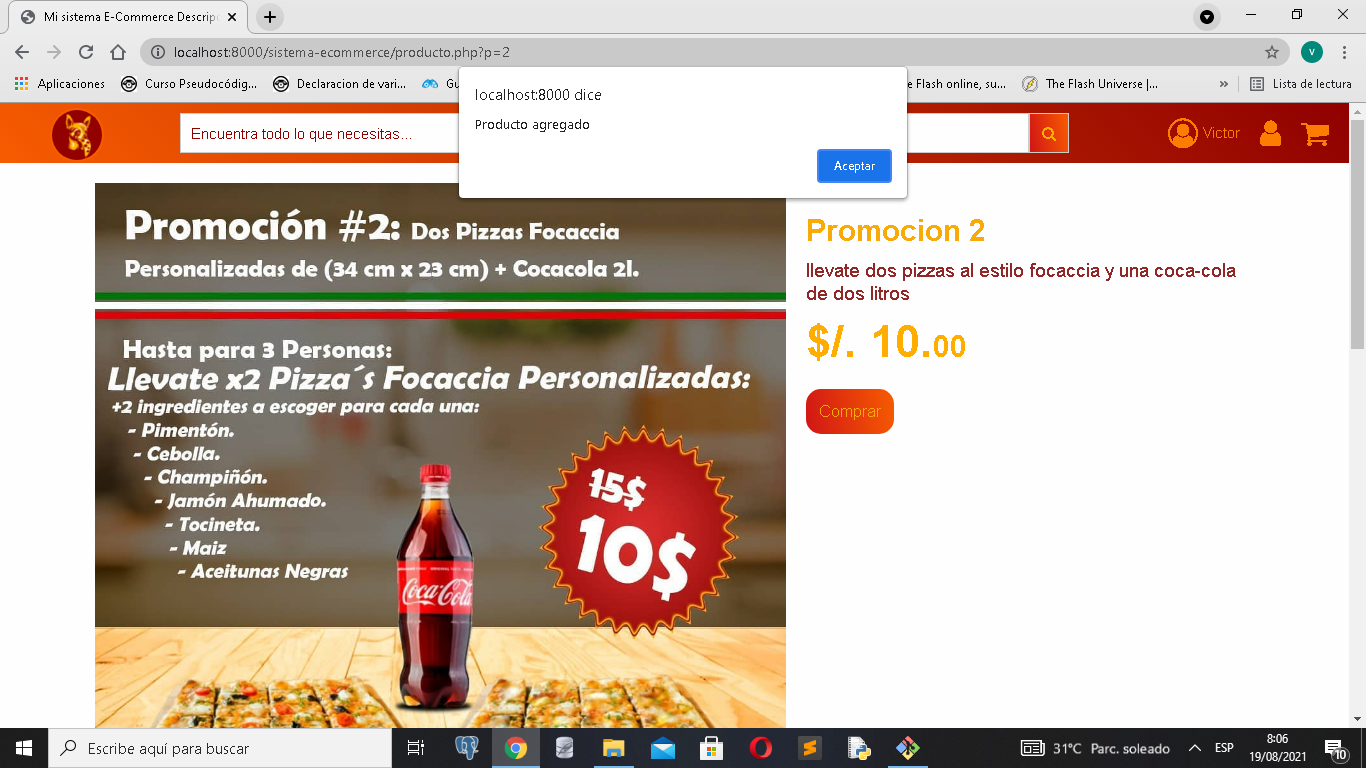 Mi sistema E-Commerce Descrip
localhost:8000/sistema-ecommerce/producto.php?p=2
V
Aplicaciones
Curso Pseudocódig...
Declaracion de vari...
Gu
e Flash online, su...
The Flash Universe |...
»
Lista de lectura
localhost:8000 dice
Producto agregado
Aceptar
Encuentra todo lo que necesitas...
Victor
Promoción #2: Dos Pizzas Focaccia
Personalizadas de (34 cm x 23 cm) + Cocacola 2l.
Hasta para 3 Personas:
Llevate x2 Pizza´s Focaccia Personalizadas:
+2 ingredientes a escoger para cada una:
- Pimentón.
- Cebolla.
- Champiñón.
- Jamón Ahumado.
- Tocineta.
- Maiz
- Aceitunas Negras
15$
10$
Coca-Cola
Promocion 2
llevate dos pizzas al estilo focaccia y una coca-cola
de dos litros
$/. 10.00
Comprar
Escribe aquí para buscar
31°C Parc. soleado
ESP
8:06
19/08/2021
10